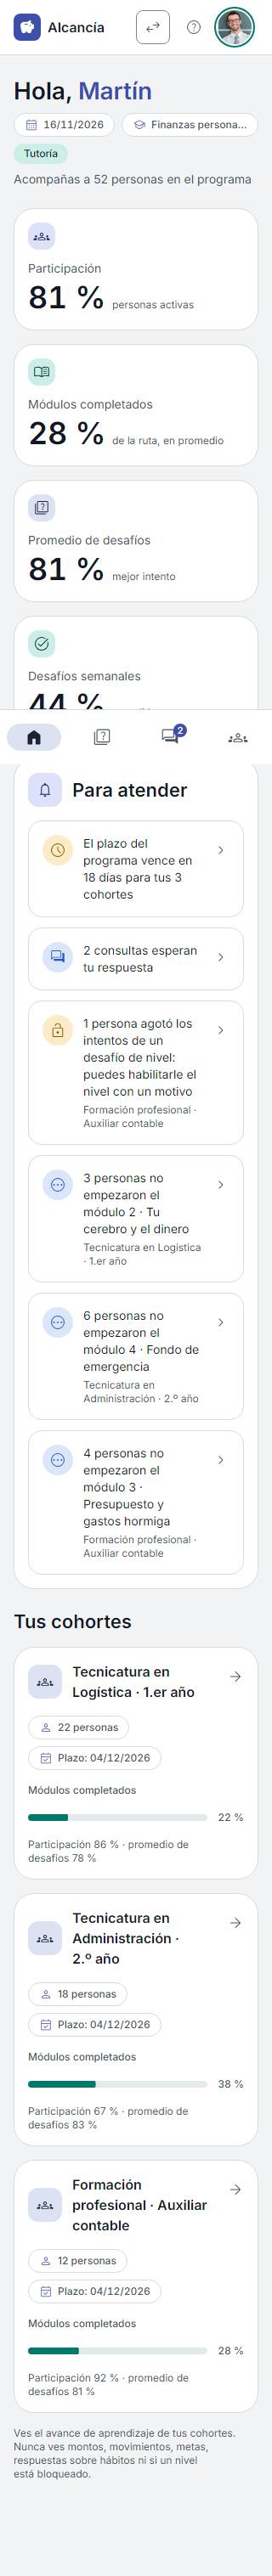 Alcancía
Hola, Martín
16/11/2026
Finanzas persona...
Tutoría
Acompañas a 52 personas en el programa
Participación
81 % personas activas
Módulos completados
28 % de la ruta, en promedio
Promedio de desafíos
81 % mejor intento
Desafíos semanales
44 %
2
Para atender
El plazo del
programa vence en
18 días para tus 3
cohortes
2 consultas esperan
tu respuesta
1 persona agotó los
intentos de un
desafío de nivel:
puedes habilitarle el
nivel con un motivo
Formación profesional ·
Auxiliar contable
3 personas no
empezaron el
módulo 2 · Tu
cerebro y el dinero
Tecnicatura en Logística
· 1.er año
6 personas no
empezaron el
módulo 4 · Fondo de
emergencia
Tecnicatura en
Administración · 2.º año
4 personas no
empezaron el
módulo 3 ·
Presupuesto y
gastos hormiga
Formación profesional ·
Auxiliar contable
Tus cohortes
Tecnicatura en
Logística · 1.er año
22 personas
Plazo: 04/12/2026
Módulos completados
22 %
Participación 86 % · promedio de
desafíos 78 %
Tecnicatura en
Administración ·
2.º año
18 personas
Plazo: 04/12/2026
Módulos completados
38 %
Participación 67 % · promedio de
desafíos 83 %
Formación
profesional · Auxiliar
contable
12 personas
Plazo: 04/12/2026
Módulos completados
28 %
Participación 92 % · promedio de
desafíos 81 %
Ves el avance de aprendizaje de tus cohortes.
Nunca ves montos, movimientos, metas,
respuestas sobre hábitos ni si un nivel
está bloqueado.